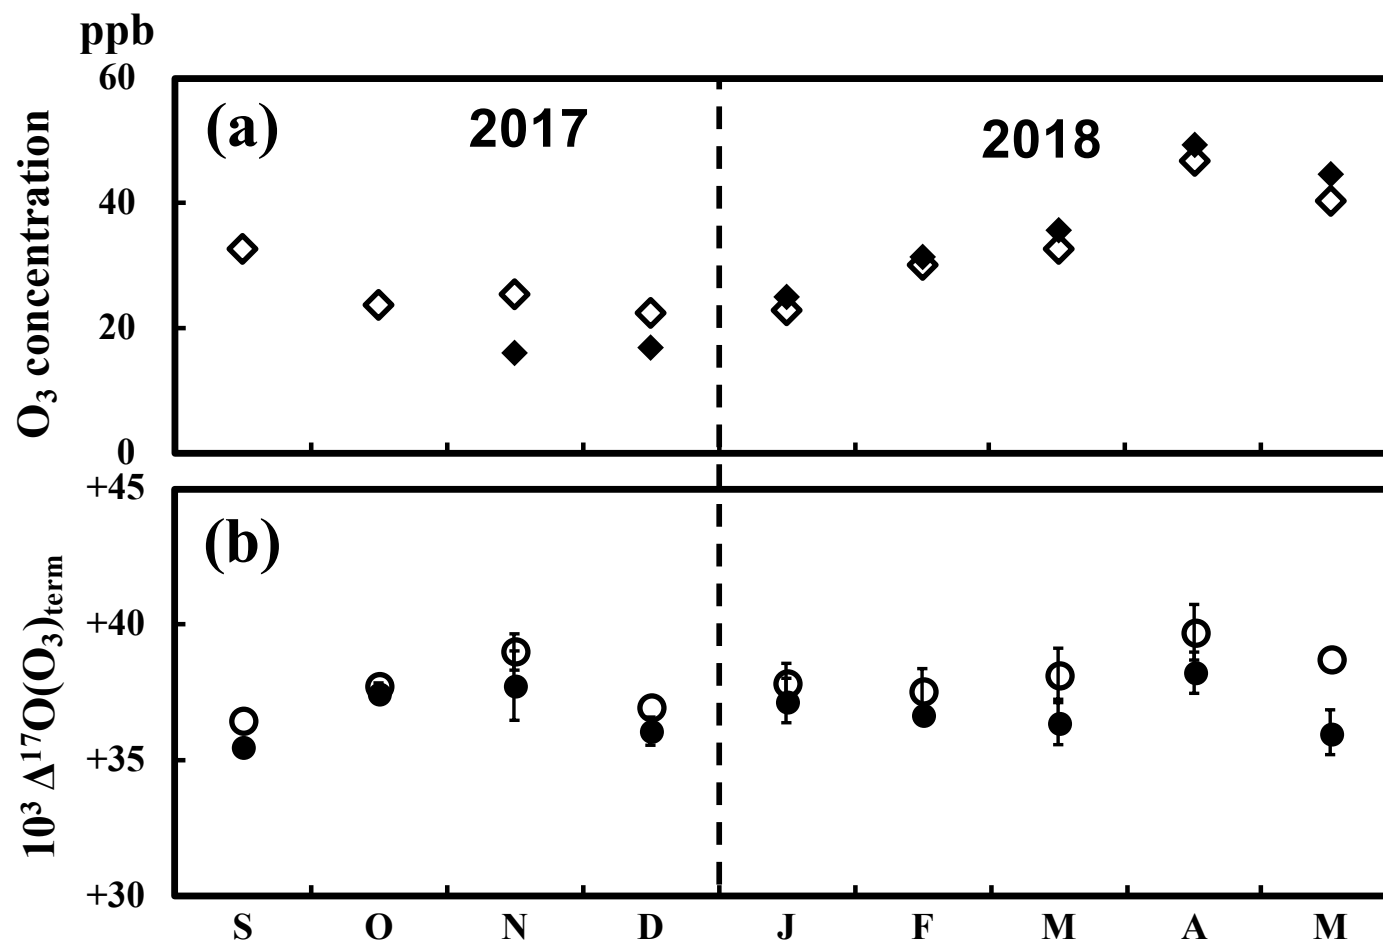 ppb
60
(a)
2017
2018
40
20
0
O₃ concentration
+45
(b)
+40
+35
+30
10³ Δ¹⁷O(O₃)term
S O N D J F M A M